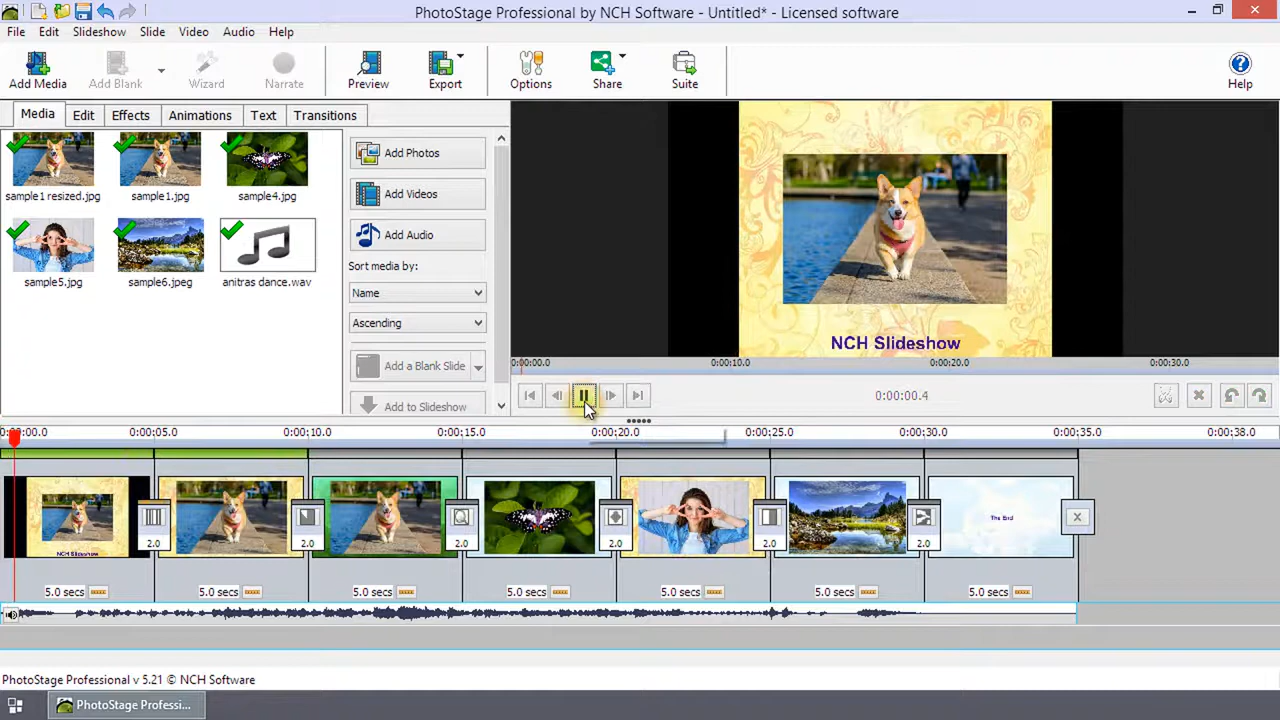 PhotoStage Professional by NCH Software - Untitled* - Licensed software
File Edit Slideshow Slide Video Audio Help
Add Media Add Blank Wizard Narrate Preview Export Options Share Suite Help
Media Edit Effects Animations Text Transitions
sample1 resized.jpg sample1.jpg sample4.jpg
sample5.jpg sample6.jpeg anitras dance.wav
Add Photos
Add Videos
Add Audio
Sort media by:
Name
Ascending
Add a Blank Slide
Add to Slideshow
NCH Slideshow
0:00:00.0 0:00:10.0 0:00:20.0 0:00:30.0
0:00:00.4
00:00.0 0:00:05.0 0:00:10.0 0:00:15.0 0:00:20.0 0:00:25.0 0:00:30.0 0:00:35.0 0:00:38.0
The End
2.0 2.0 2.0 2.0 2.0 2.0
NCH Slideshow
5.0 secs 5.0 secs 5.0 secs 5.0 secs 5.0 secs 5.0 secs 5.0 secs
PhotoStage Professional v 5.21 © NCH Software
PhotoStage Professi...